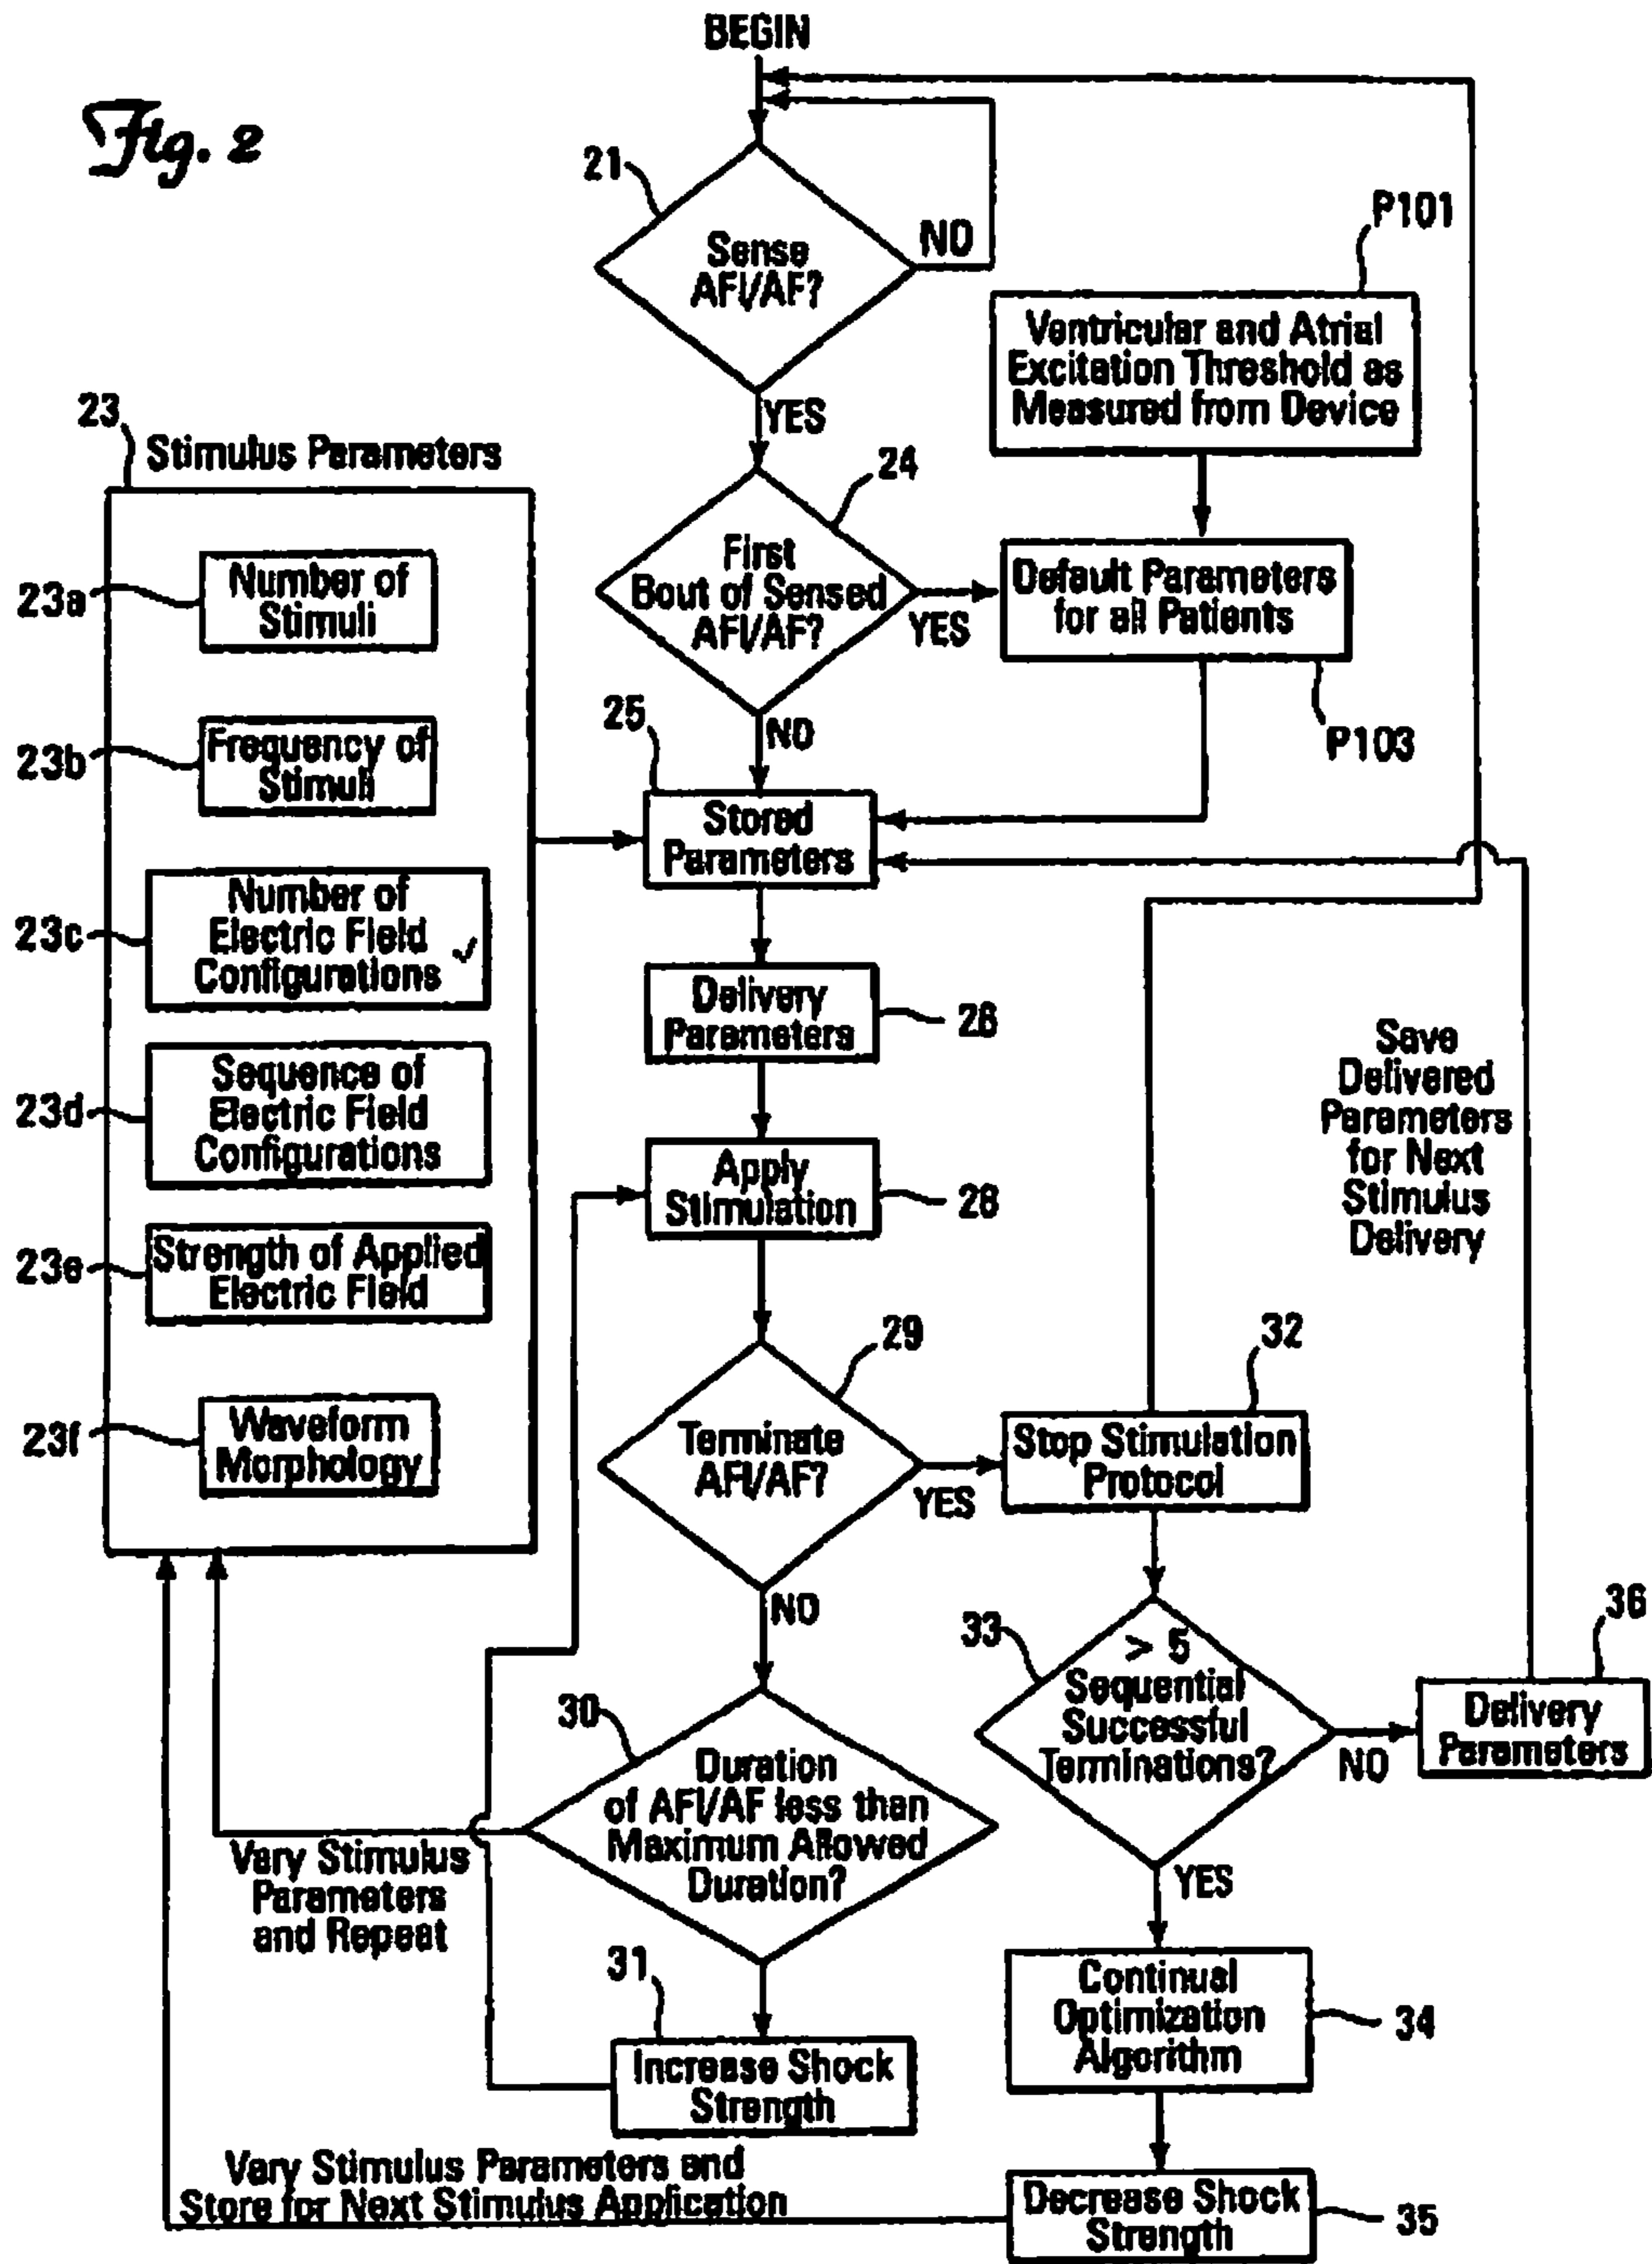 Fig. 2
BEGIN
21
Sense
AFl/AF?
NO
YES
P101
Ventricular and Atrial
Excitation Threshold as
Measured from Device
23
Stimulus Parameters
24
First
Bout of Sensed
AFl/AF?
YES
NO
Default Parameters
for all Patients
P103
23a
Number of
Stimuli
23b
Frequency of
Stimuli
23c
Number of
Electric Field
Configurations ✓
23d
Sequence of
Electric Field
Configurations
23e
Strength of Applied
Electric Field
23f
Waveform
Morphology
25
Stored
Parameters
Delivery
Parameters
26
Apply
Stimulation
28
Save
Delivered
Parameters
for Next
Stimulus
Delivery
29
Terminate
AFl/AF?
YES
NO
32
Stop Stimulation
Protocol
33
> 5
Sequential
Successful
Terminations?
NO
YES
36
Delivery
Parameters
30
Duration
of AFl/AF less than
Maximum Allowed
Duration?
Vary Stimulus
Parameters
and Repeat
31
Increase Shock
Strength
Continual
Optimization
Algorithm
34
Vary Stimulus Parameters and
Store for Next Stimulus Application
Decrease Shock
Strength
35